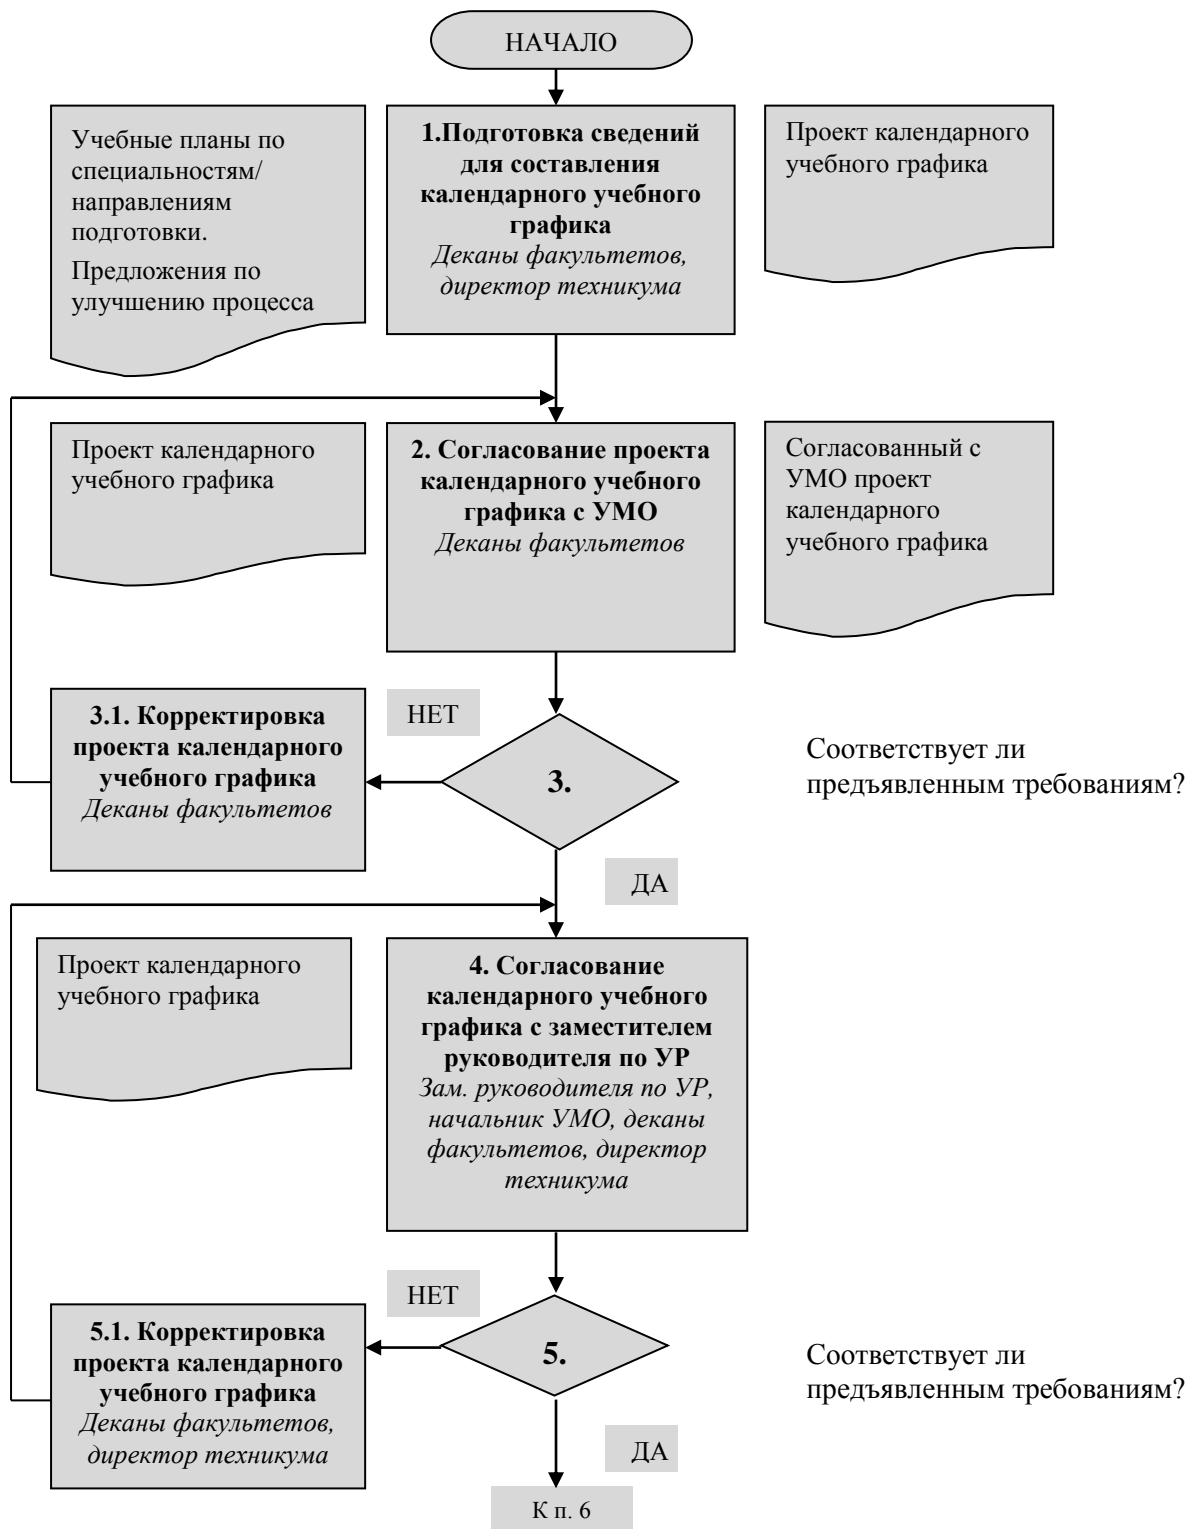 НАЧАЛО
Учебные планы по
специальностям/
направлениям
подготовки.
Предложения по
улучшению процесса
1.Подготовка сведений
для составления
календарного учебного
графика
Деканы факультетов,
директор техникума
Проект календарного
учебного графика
Проект календарного
учебного графика
2. Согласование проекта
календарного учебного
графика с УМО
Деканы факультетов
Согласованный с
УМО проект
календарного
учебного графика
3.1. Корректировка
проекта календарного
учебного графика
Деканы факультетов
НЕТ
3.
Соответствует ли
предъявленным требованиям?
ДА
Проект календарного
учебного графика
4. Согласование
календарного учебного
графика с заместителем
руководителя по УР
Зам. руководителя по УР,
начальник УМО, деканы
факультетов, директор
техникума
НЕТ
5.1. Корректировка
проекта календарного
учебного графика
Деканы факультетов,
директор техникума
5.
Соответствует ли
предъявленным требованиям?
ДА
К п. 6